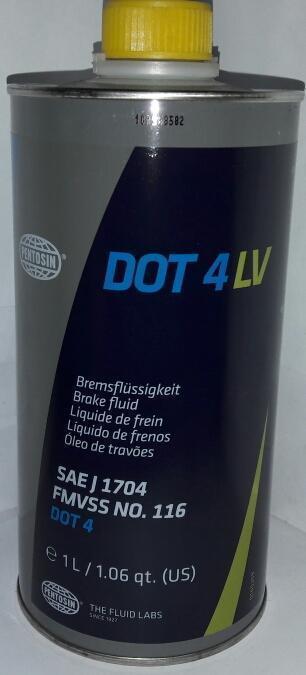 PENTOSIN
DOT 4 LV
Bremsflüssigkeit
Brake fluid
Liquide de frein
Líquido de frenos
Óleo de travões
SAE J 1704
FMVSS NO. 116
DOT 4
℮ 1 L / 1.06 qt. (US)
PENTOSIN
THE FLUID LABS
SINCE 1927